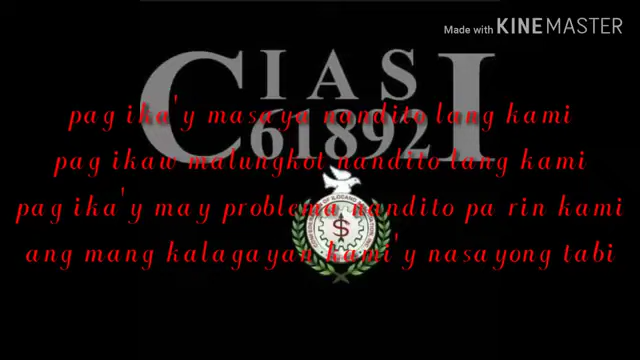 Made with KINEMASTER
CIASI
61892
pag ika'y masaya nandito lang kami
pag ikaw malungkot nandito lang kami
pag ika'y may problema nandito pa rin kami
ang mang kalagayan kami'y nasayong tabi